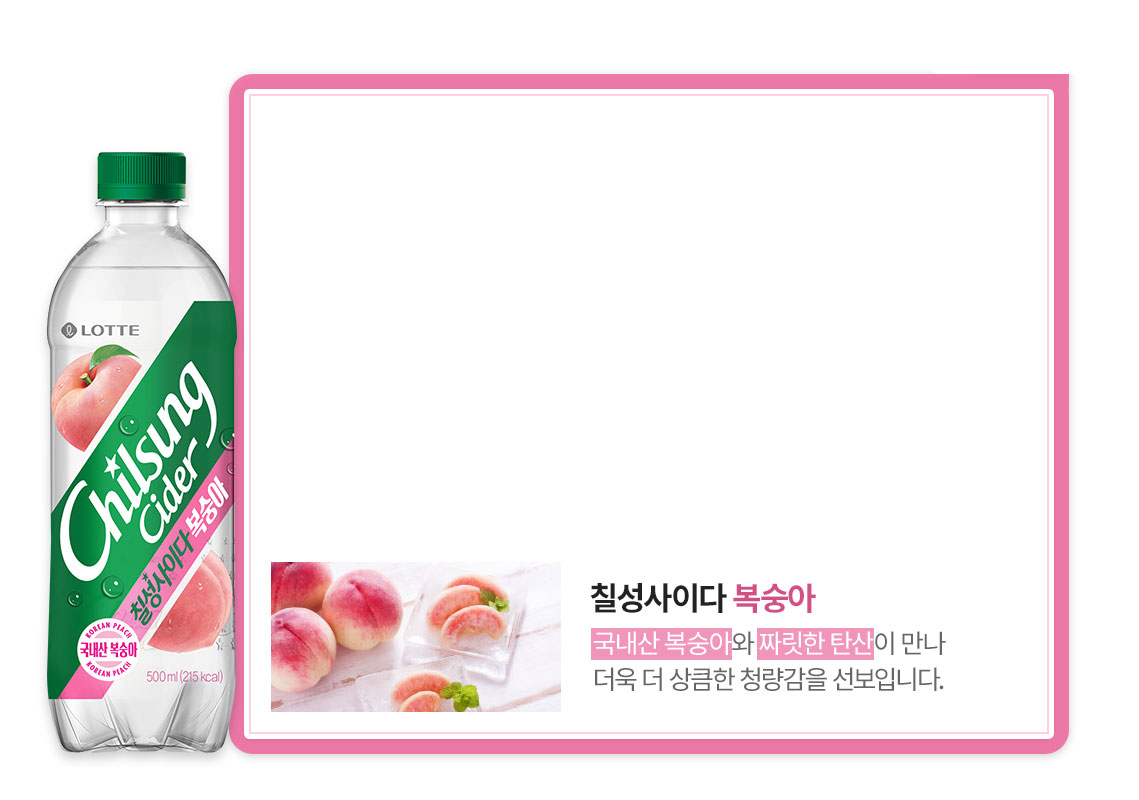 LOTTE
Chilsung
Cider
칠성사이다 복숭아
KOREAN PEACH
국내산 복숭아
KOREAN PEACH
500 ml (215 kcal)
칠성사이다 복숭아
국내산 복숭아와 짜릿한 탄산이 만나
더욱 더 상큼한 청량감을 선보입니다.